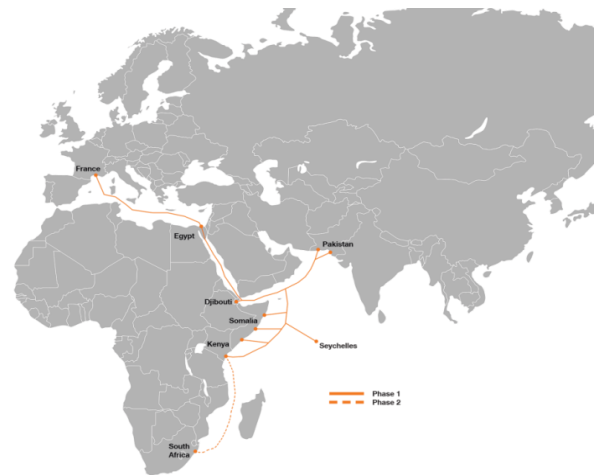 France
Egypt
Pakistan
Djibouti
Somalia
Kenya
Seychelles
Phase 1
Phase 2
South
Africa